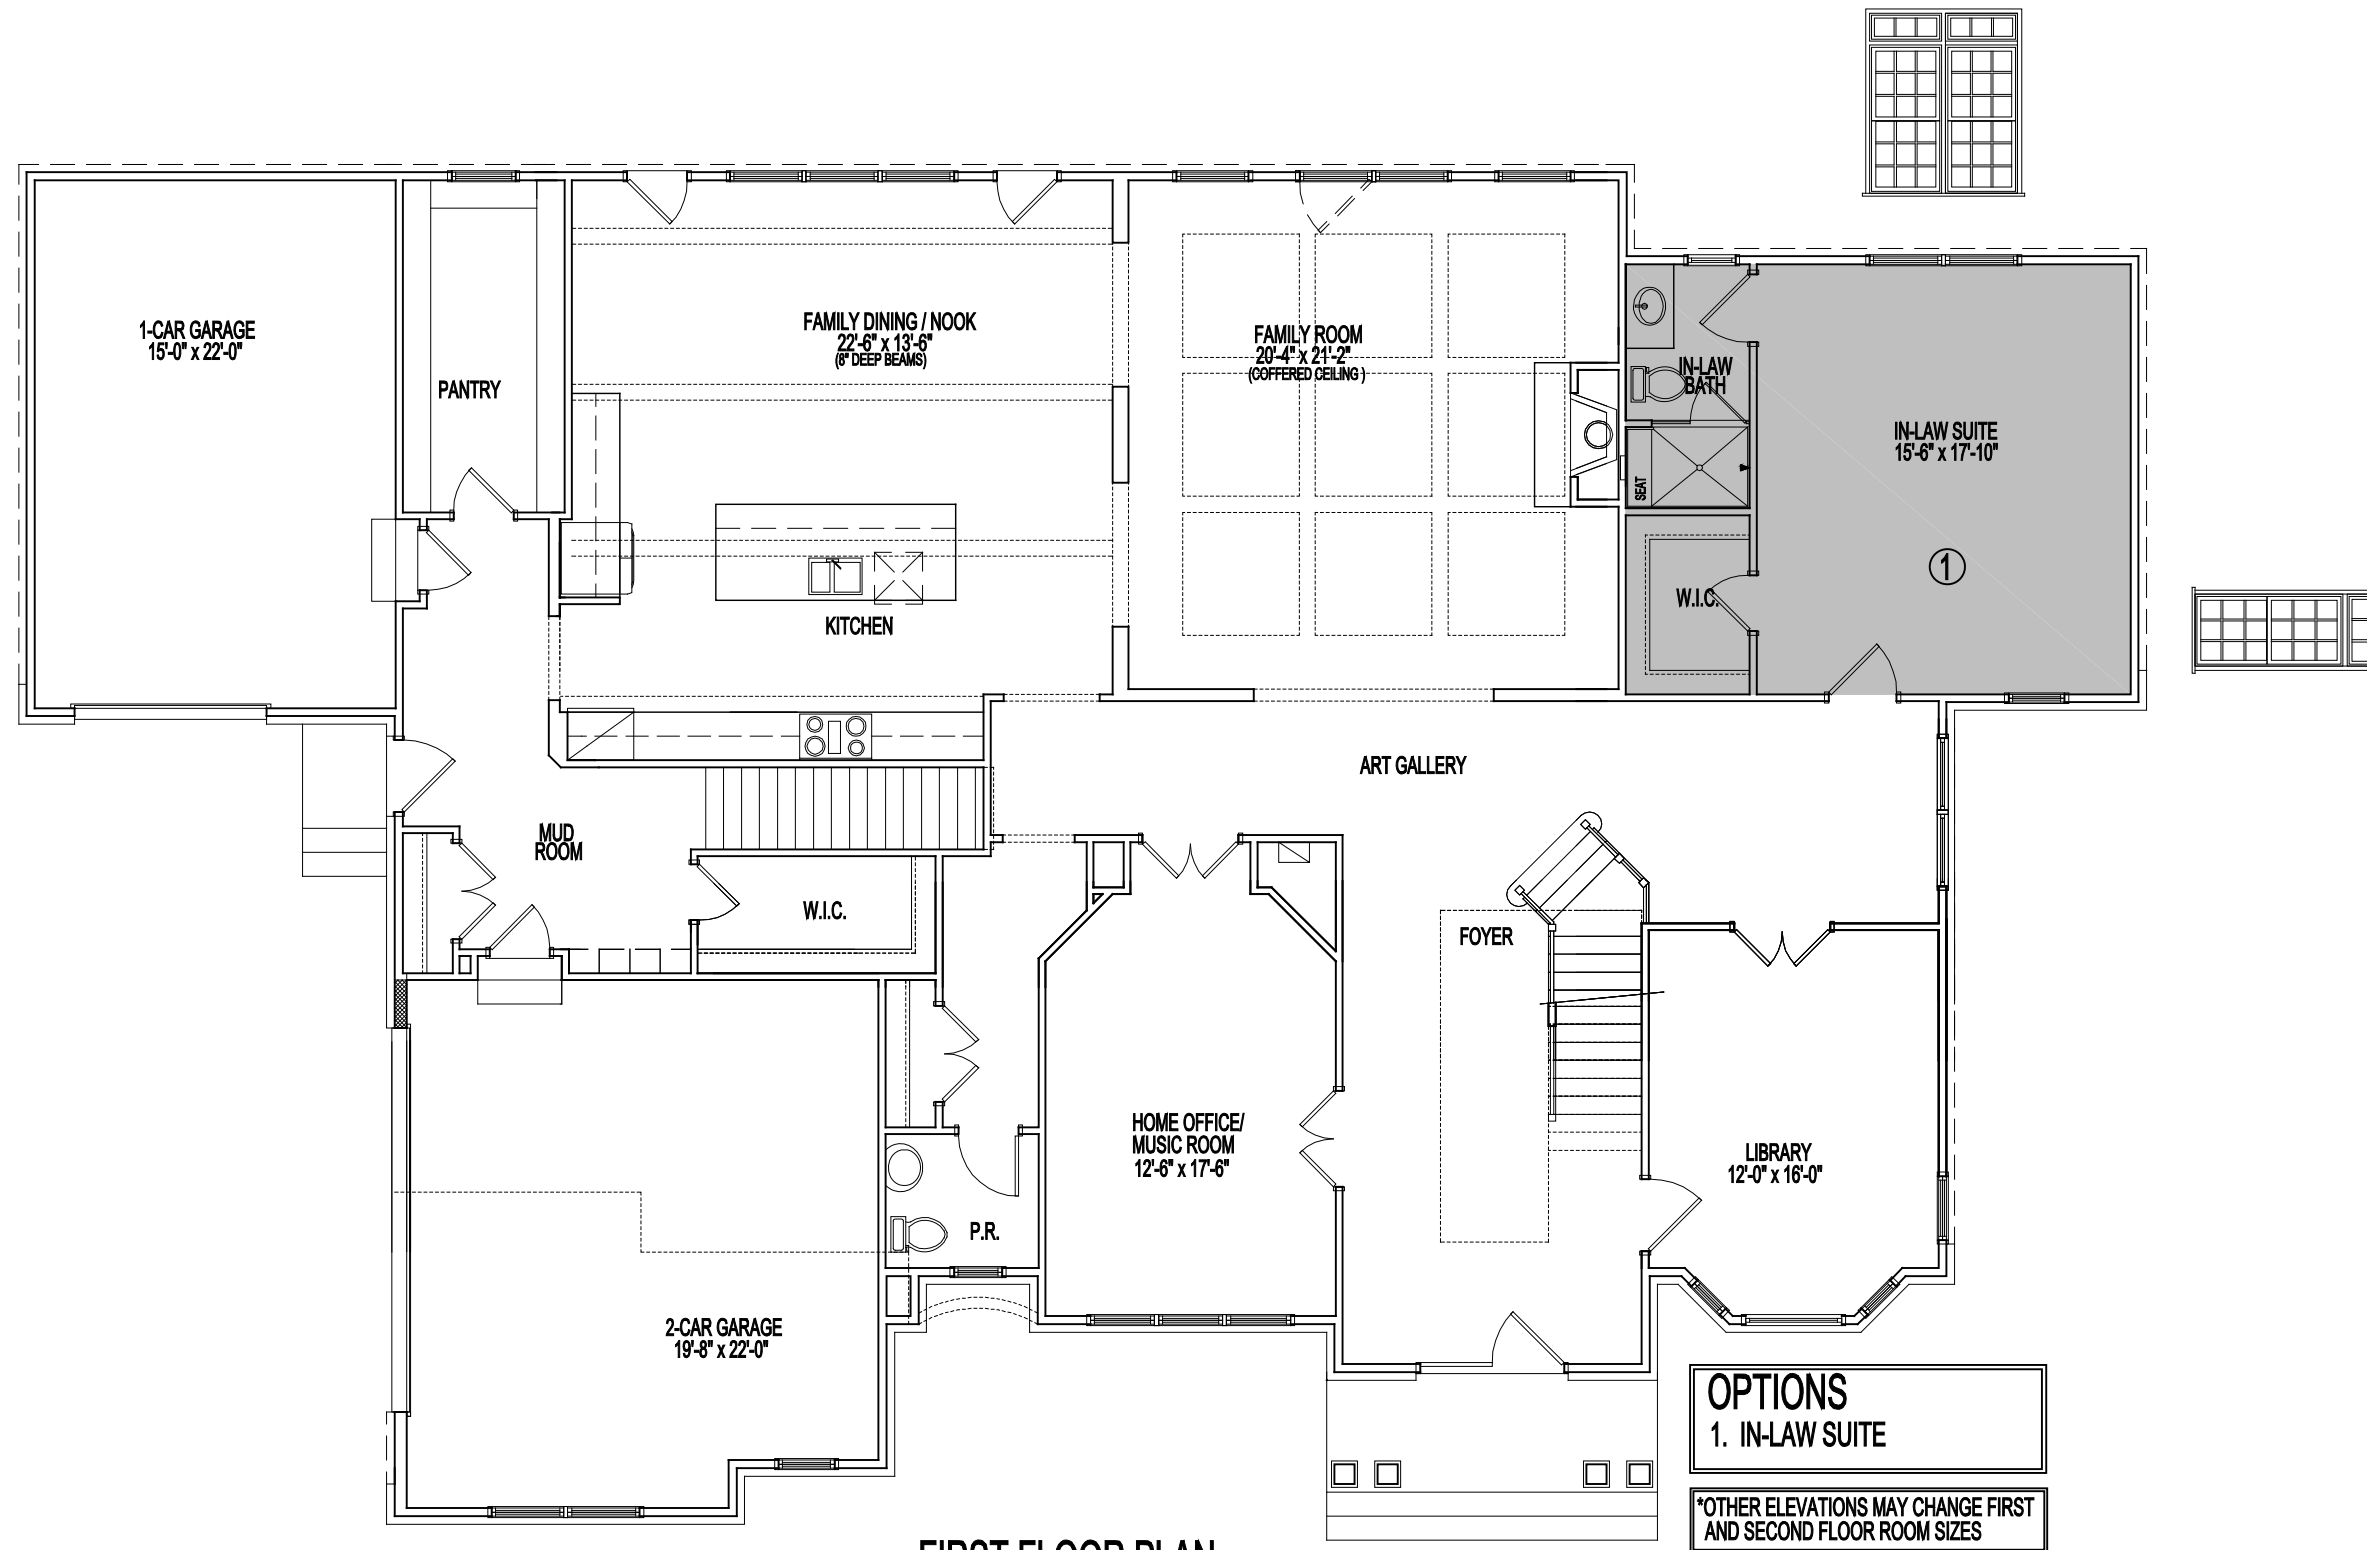 1-CAR GARAGE
15'-0" x 22'-0"
PANTRY
FAMILY DINING / NOOK
22'-6" x 13'-6"
(8" DEEP BEAMS)
FAMILY ROOM
20'-4" x 21'-2"
(COFFERED CEILING )
IN-LAW
BATH
SEAT
IN-LAW SUITE
15'-6" x 17'-10"
1
W.I.C.
KITCHEN
ART GALLERY
MUD
ROOM
W.I.C.
FOYER
HOME OFFICE/
MUSIC ROOM
12'-6" x 17'-6"
LIBRARY
12'-0" x 16'-0"
P.R.
2-CAR GARAGE
19'-8" x 22'-0"
OPTIONS
1. IN-LAW SUITE
*OTHER ELEVATIONS MAY CHANGE FIRST
AND SECOND FLOOR ROOM SIZES
FIRST FLOOR PLAN